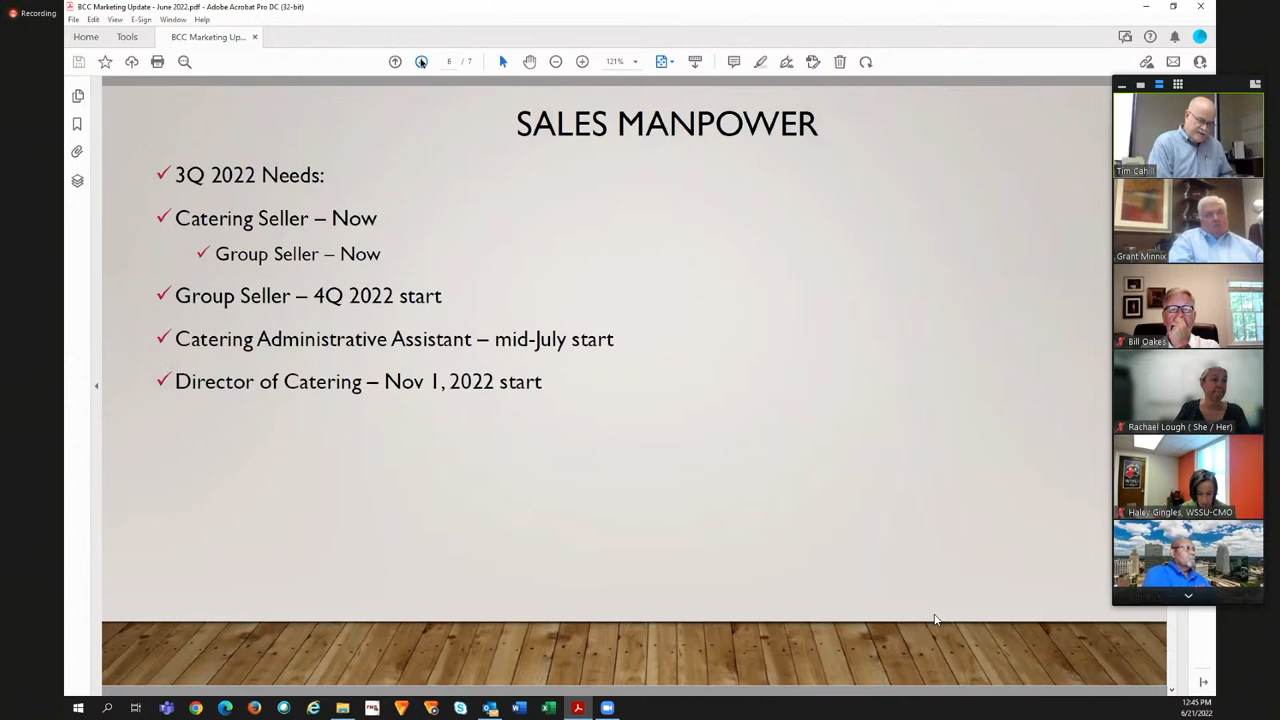 Recording
BCC Marketing Update - June 2022.pdf - Adobe Acrobat Pro DC (32-bit)
File Edit View E-Sign Window Help
Home Tools BCC Marketing Up... ×
6 / 7 121%
SALES MANPOWER
3Q 2022 Needs:
Catering Seller – Now
Group Seller – Now
Group Seller – 4Q 2022 start
Catering Administrative Assistant – mid-July start
Director of Catering – Nov 1, 2022 start
Tim Cahill
Grant Minnix
Bill Oakes
Rachael Lough ( She / Her)
Haley Gingles, WSSU-CMO
12:45 PM
6/21/2022